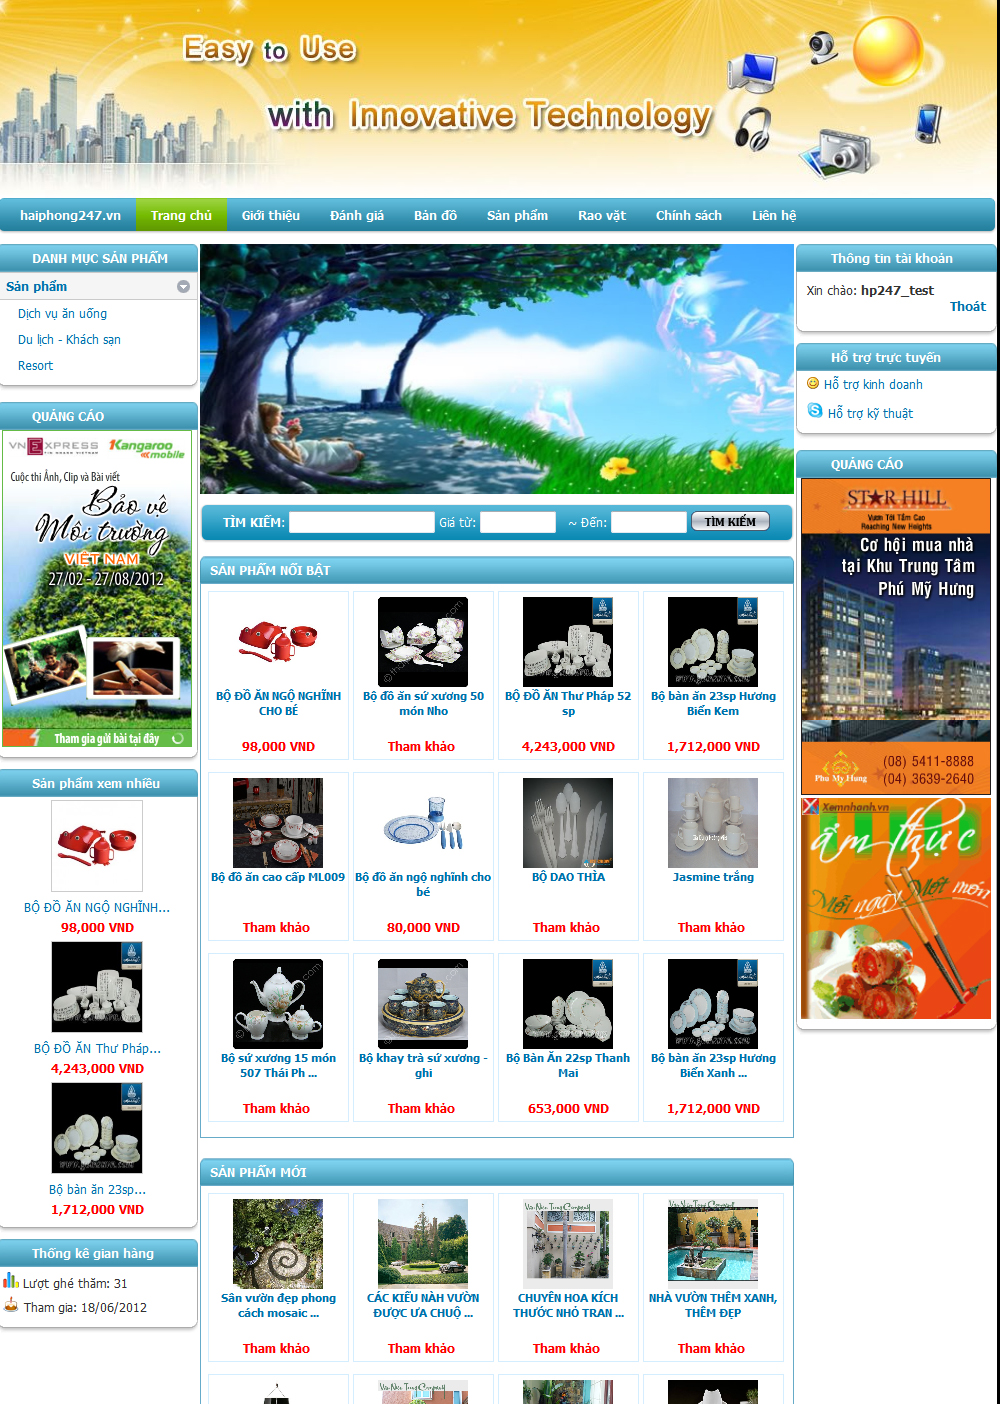 Easy to Use
with Innovative Technology
haiphong247.vn
Trang chủ
Giới thiệu
Đánh giá
Bản đồ
Sản phẩm
Rao vặt
Chính sách
Liên hệ
DANH MỤC SẢN PHẨM
Sản phẩm
Dịch vụ ăn uống
Du lịch - Khách sạn
Resort
QUẢNG CÁO
VNEXPRESS
Kangaroo
mobile
Cuộc thi Ảnh, Clip và Bài viết
Bảo vệ
Môi trường
VIỆT NAM
27/02 - 27/08/2012
Tham gia gửi bài tại đây
Sản phẩm xem nhiều
BỘ ĐỒ ĂN NGỘ NGHĨNH...
98,000 VND
BỘ ĐỒ ĂN Thư Pháp...
4,243,000 VND
Bộ bàn ăn 23sp...
1,712,000 VND
Thống kê gian hàng
Lượt ghé thăm: 31
Tham gia: 18/06/2012
TÌM KIẾM:
Giá từ:
~ Đến:
TÌM KIẾM
SẢN PHẨM NỔI BẬT
BỘ ĐỒ ĂN NGỘ NGHĨNH
CHO BÉ
98,000 VND
Bộ đồ ăn sứ xương 50
món Nho
Tham khảo
BỘ ĐỒ ĂN Thư Pháp 52
sp
4,243,000 VND
Bộ bàn ăn 23sp Hương
Biển Kem
1,712,000 VND
Bộ đồ ăn cao cấp ML009
Tham khảo
Bộ đồ ăn ngộ nghĩnh cho
bé
80,000 VND
BỘ DAO THÌA
Tham khảo
Jasmine trắng
Tham khảo
Bộ sứ xương 15 món
507 Thái Ph ...
Tham khảo
Bộ khay trà sứ xương -
ghi
Tham khảo
Bộ Bàn Ăn 22sp Thanh
Mai
653,000 VND
Bộ bàn ăn 23sp Hương
Biển Xanh ...
1,712,000 VND
SẢN PHẨM MỚI
Sân vườn đẹp phong
cách mosaic ...
Tham khảo
CÁC KIỂU NÀH VƯỜN
ĐƯỢC ƯA CHUỘ ...
Tham khảo
CHUYÊN HOA KÍCH
THƯỚC NHỎ TRAN ...
Tham khảo
NHÀ VƯỜN THÊM XANH,
THÊM ĐẸP
Tham khảo
Thông tin tài khoản
Xin chào: hp247_test
Thoát
Hỗ trợ trực tuyến
Hỗ trợ kinh doanh
Hỗ trợ kỹ thuật
QUẢNG CÁO
STAR HILL
Vươn Tới Tầm Cao
Reaching New Heights
Cơ hội mua nhà
tại Khu Trung Tâm
Phú Mỹ Hưng
Phu My Hung
(08) 5411-8888
(04) 3639-2640
Xemnhanh.vn
ẩm thực
Mỗi ngày Một món